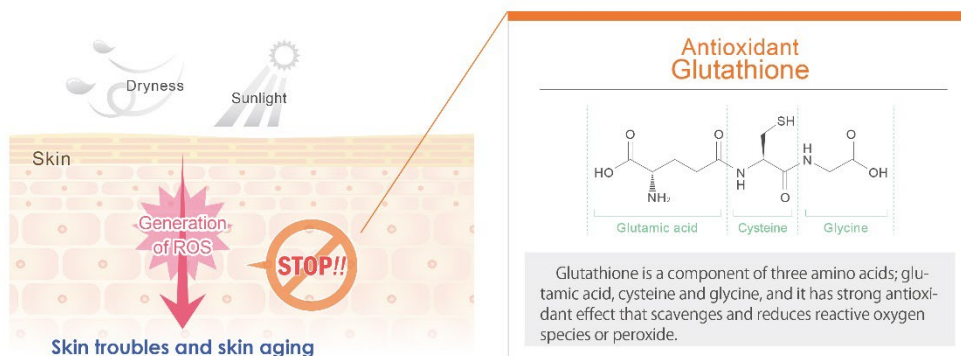 Dryness
Sunlight
Skin
Generation
of ROS
STOP!!
Skin troubles and skin aging
Antioxidant
Glutathione
SH
O
O
H
N
O
HO
N
H
OH
NH₂
O
Glutamic acid
Cysteine
Glycine
Glutathione is a component of three amino acids; glu-
tamic acid, cysteine and glycine, and it has strong antioxi-
dant effect that scavenges and reduces reactive oxygen
species or peroxide.